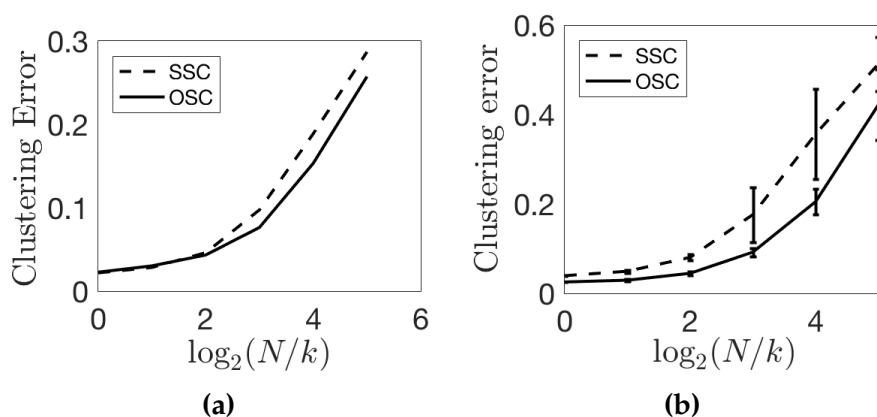 Clustering Error
0.3
0.2
0.1
0
SSC
OSC
0
2
4
6
log₂(N/k)
(a)
Clustering error
0.6
0.4
0.2
0
SSC
OSC
0
2
4
log₂(N/k)
(b)